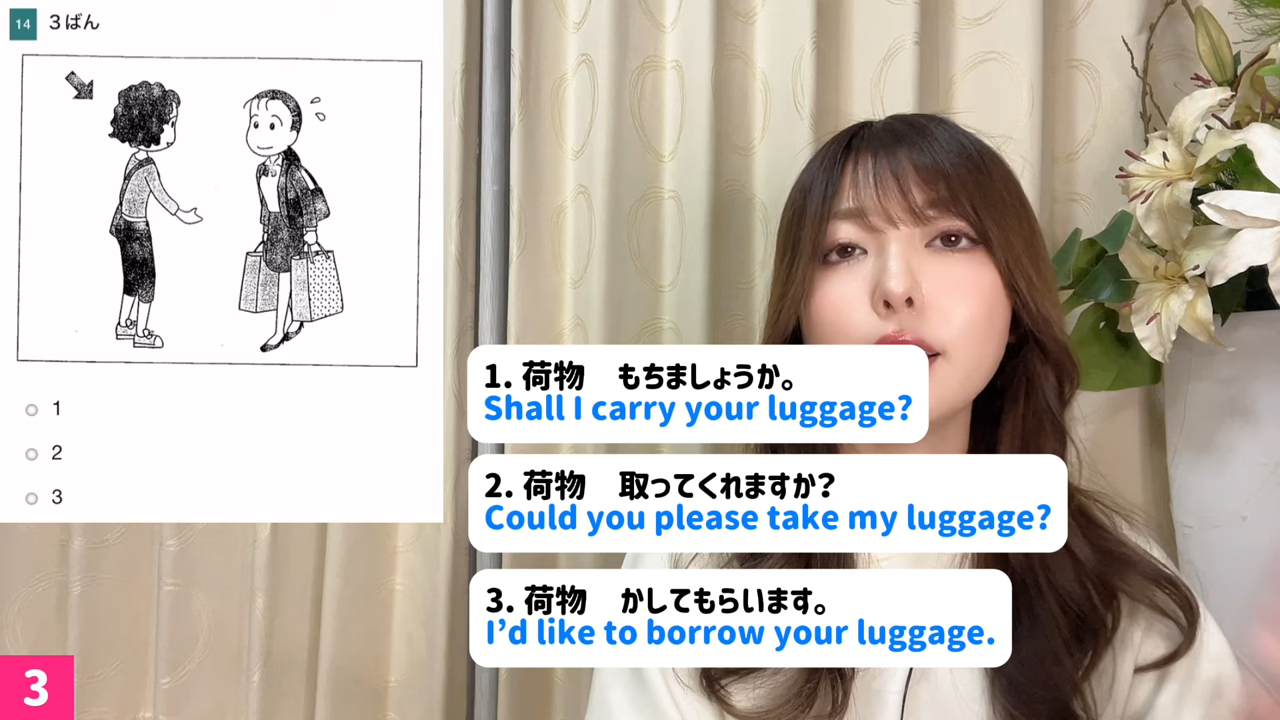 14 3ばん
1
2
3
1. 荷物 もちましょうか。
Shall I carry your luggage?
2. 荷物 取ってくれますか?
Could you please take my luggage?
3. 荷物 かしてもらいます。
I'd like to borrow your luggage.
3